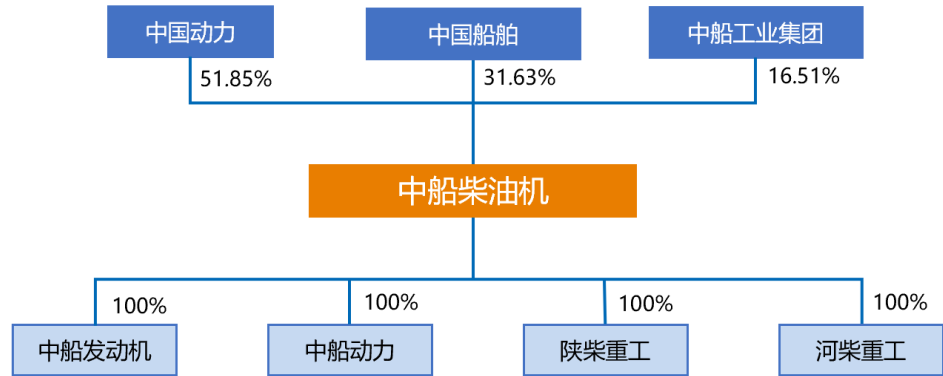 中国动力
中国船舶
中船工业集团
51.85%
31.63%
16.51%
中船柴油机
100%
100%
100%
100%
中船发动机
中船动力
陕柴重工
河柴重工